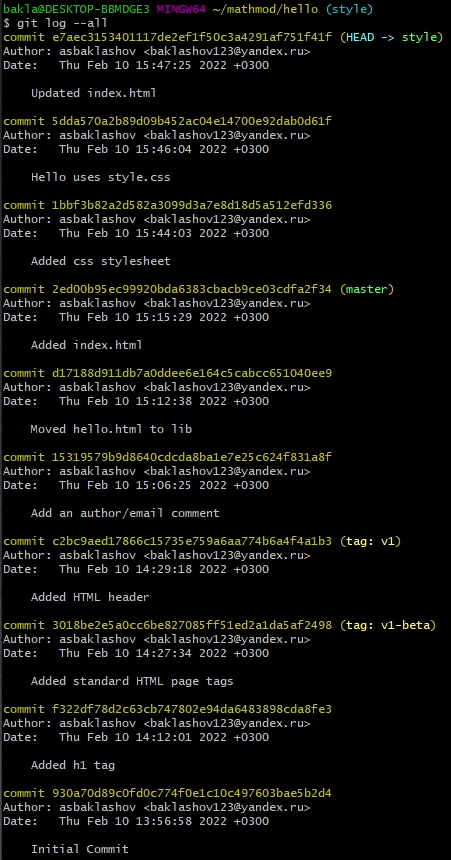 bakla@DESKTOP-BBMDGE3 MINGW64 ~/mathmod/hello (style)
$ git log --all
commit e7aec3153401117de2ef1f50c3a4291af751f41f (HEAD -> style)
Author: asbaklashov <baklashov123@yandex.ru>
Date:   Thu Feb 10 15:47:25 2022 +0300
Updated index.html
commit 5dda570a2b89d09b452ac04e14700e92dab0d61f
Author: asbaklashov <baklashov123@yandex.ru>
Date:   Thu Feb 10 15:46:04 2022 +0300
Hello uses style.css
commit 1bbf3b82a2d582a3099d3a7e8d18d5a512efd336
Author: asbaklashov <baklashov123@yandex.ru>
Date:   Thu Feb 10 15:44:03 2022 +0300
Added css stylesheet
commit 2ed00b95ec99920bda6383cbacb9ce03cdfa2f34 (master)
Author: asbaklashov <baklashov123@yandex.ru>
Date:   Thu Feb 10 15:15:29 2022 +0300
Added index.html
commit d17188d911db7a0ddee6e164c5cabcc651040ee9
Author: asbaklashov <baklashov123@yandex.ru>
Date:   Thu Feb 10 15:12:38 2022 +0300
Moved hello.html to lib
commit 15319579b9d8640cdcda8ba1e7e25c624f831a8f
Author: asbaklashov <baklashov123@yandex.ru>
Date:   Thu Feb 10 15:06:25 2022 +0300
Add an author/email comment
commit c2bc9aed17866c15735e759a6aa774b6a4f4a1b3 (tag: v1)
Author: asbaklashov <baklashov123@yandex.ru>
Date:   Thu Feb 10 14:29:18 2022 +0300
Added HTML header
commit 3018be2e5a0cc6be827085ff51ed2a1da5af2498 (tag: v1-beta)
Author: asbaklashov <baklashov123@yandex.ru>
Date:   Thu Feb 10 14:27:34 2022 +0300
Added standard HTML page tags
commit f322df78d2c63cb747802e94da6483898cda8fe3
Author: asbaklashov <baklashov123@yandex.ru>
Date:   Thu Feb 10 14:12:01 2022 +0300
Added h1 tag
commit 930a70d89c0fd0c774f0e1c10c497603bae5b2d4
Author: asbaklashov <baklashov123@yandex.ru>
Date:   Thu Feb 10 13:56:58 2022 +0300
Initial Commit